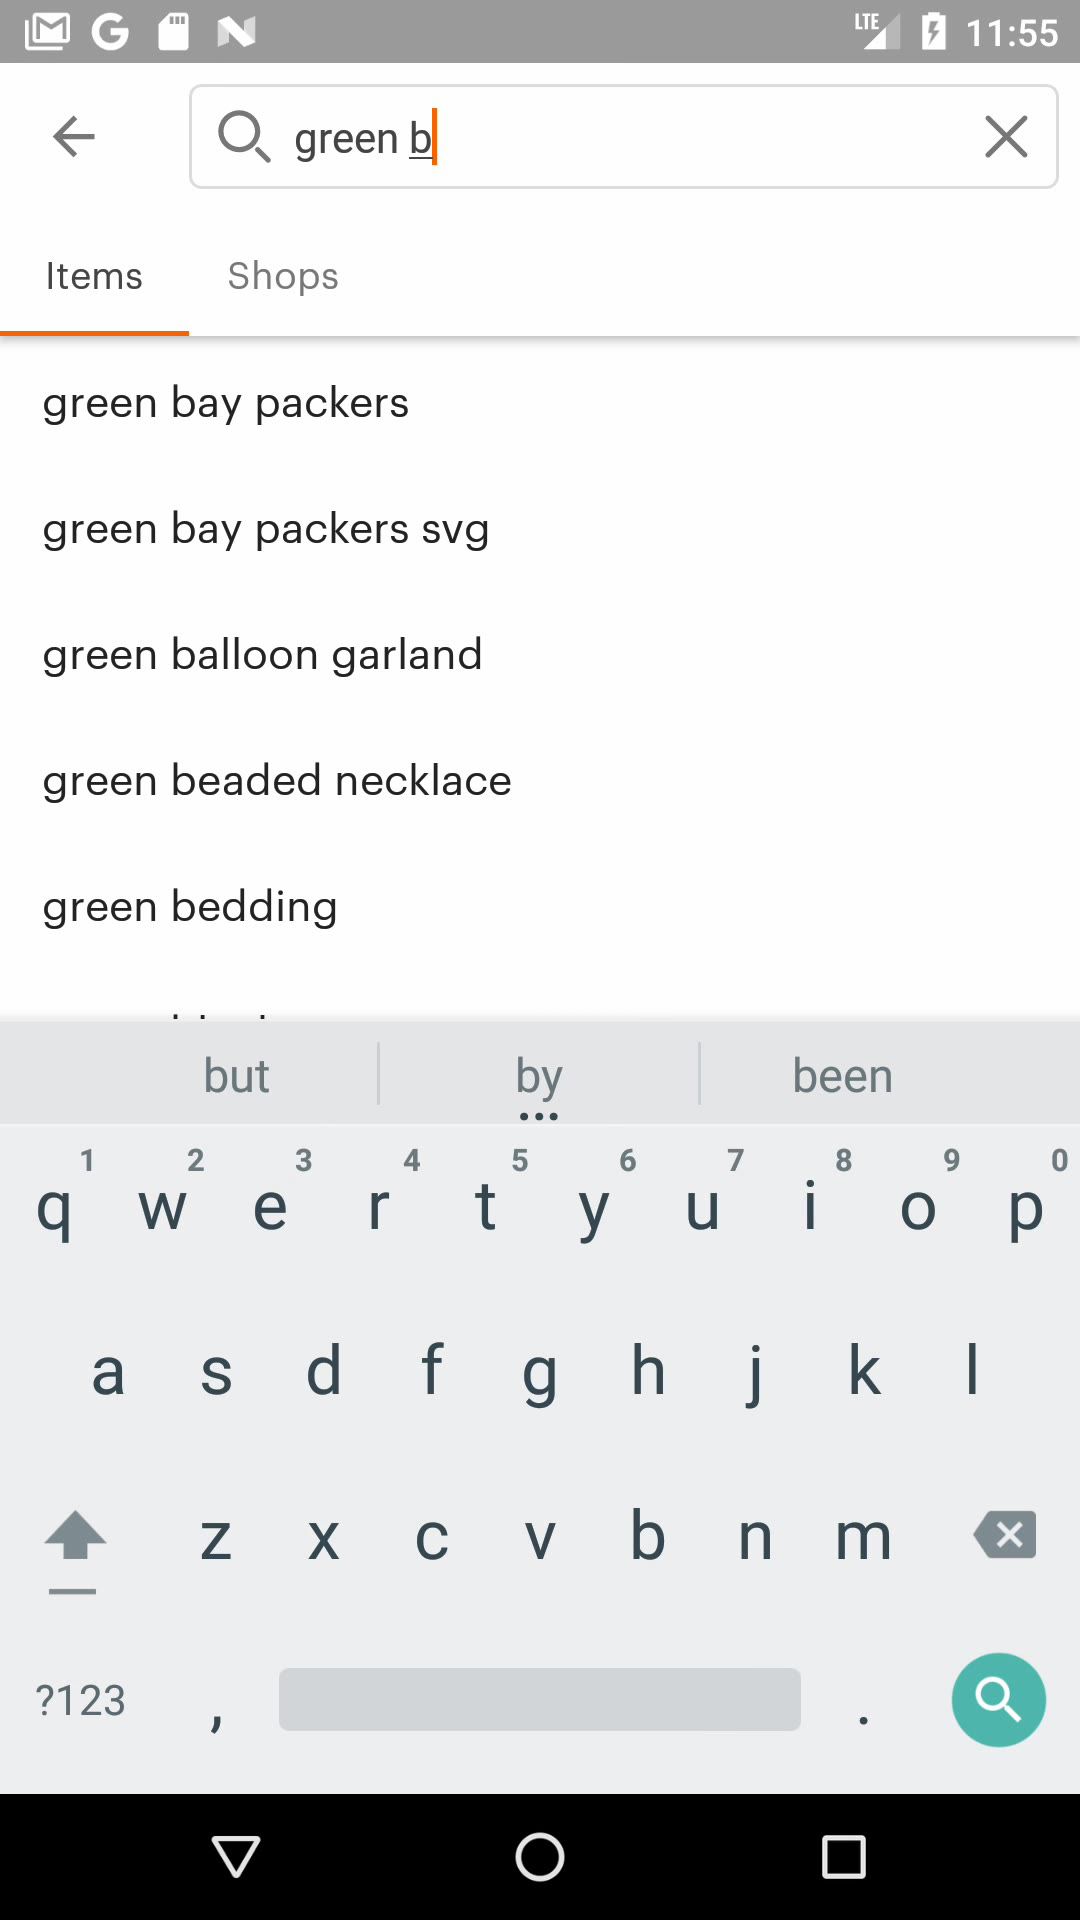 LTE 11:55
green b
Items Shops
green bay packers
green bay packers svg
green balloon garland
green beaded necklace
green bedding
but by been
1 2 3 4 5 6 7 8 9 0
q w e r t y u i o p
a s d f g h j k l
z x c v b n m
?123 , .